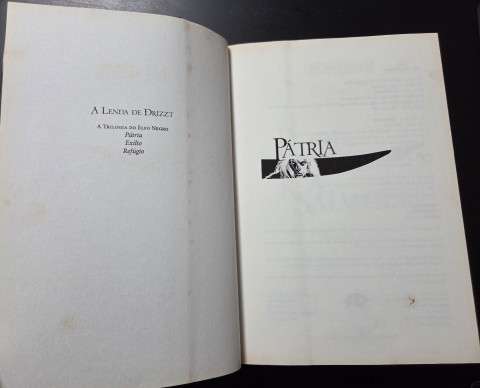 A LENDA DE DRIZZT
A TRILOGIA DO ELFO NEGRO
Pátria
Exílio
Refúgio
PÁTRIA